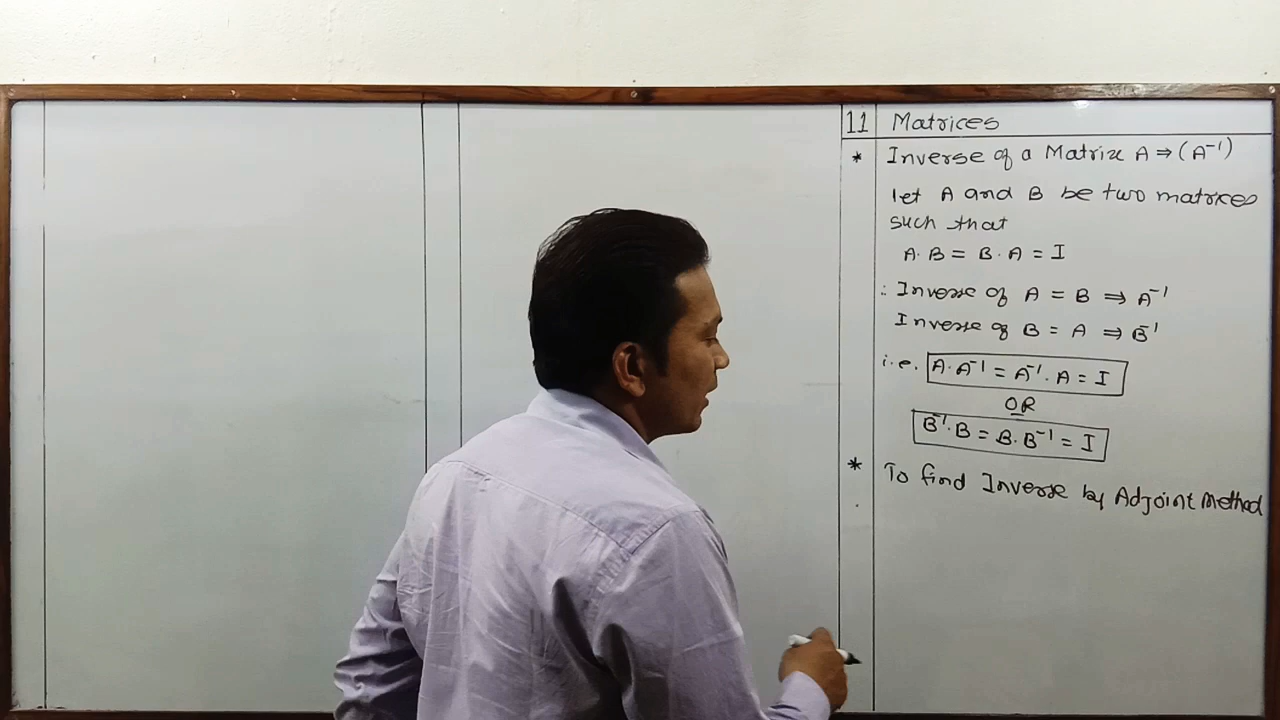 11 Matrices
* Inverse of a Matrix A ⇒ (A⁻¹)
let A and B be two matrices
such that
A · B = B · A = I
∴ Inverse of A = B ⇒ A⁻¹
Inverse of B = A ⇒ B⁻¹
i.e. A · A⁻¹ = A⁻¹ · A = I
OR
B⁻¹ · B = B · B⁻¹ = I
* To find Inverse by Adjoint Method